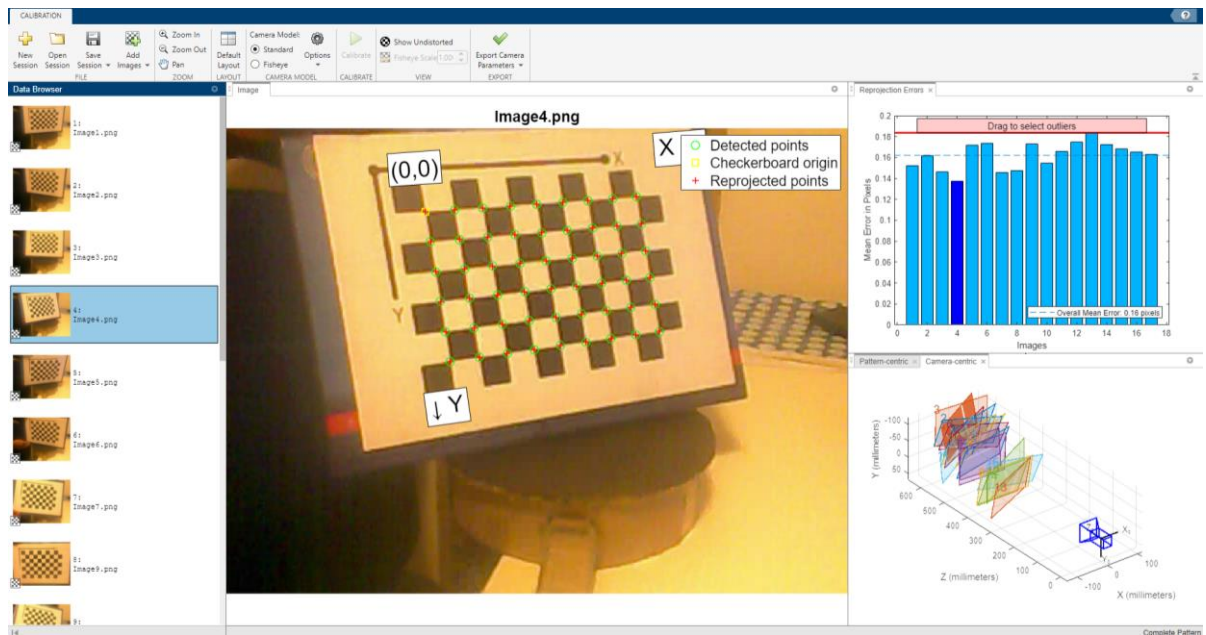 CALIBRATION
?
New Session
Open Session
Save Session
Add Images
FILE
Zoom In
Zoom Out
Pan
ZOOM
Default Layout
LAYOUT
Camera Model:
Standard
Fisheye
Options
CAMERA MODEL
Calibrate
CALIBRATE
Show Undistorted
Fisheye Scale
VIEW
Export Camera Parameters
EXPORT
Data Browser
1:
Image1.png
2:
Image2.png
3:
Image3.png
4:
Image4.png
5:
Image5.png
6:
Image6.png
7:
Image7.png
8:
Image9.png
9:
Image
Image4.png
(0,0)
X
X
Detected points
Checkerboard origin
Reprojected points
Y
↓ Y
Reprojection Errors
Drag to select outliers
Mean Error in Pixels
0.2
0.18
0.16
0.14
0.12
0.1
0.08
0.06
0.04
0.02
0
0 2 4 6 8 10 12 14 16 18
Overall Mean Error: 0.16 pixels
Images
Pattern-centric
Camera-centric
-100
-50
0
50
Y (millimeters)
600
500
400
300
200
100
0
Z (millimeters)
-100
0
100
X (millimeters)
Complete Pattern